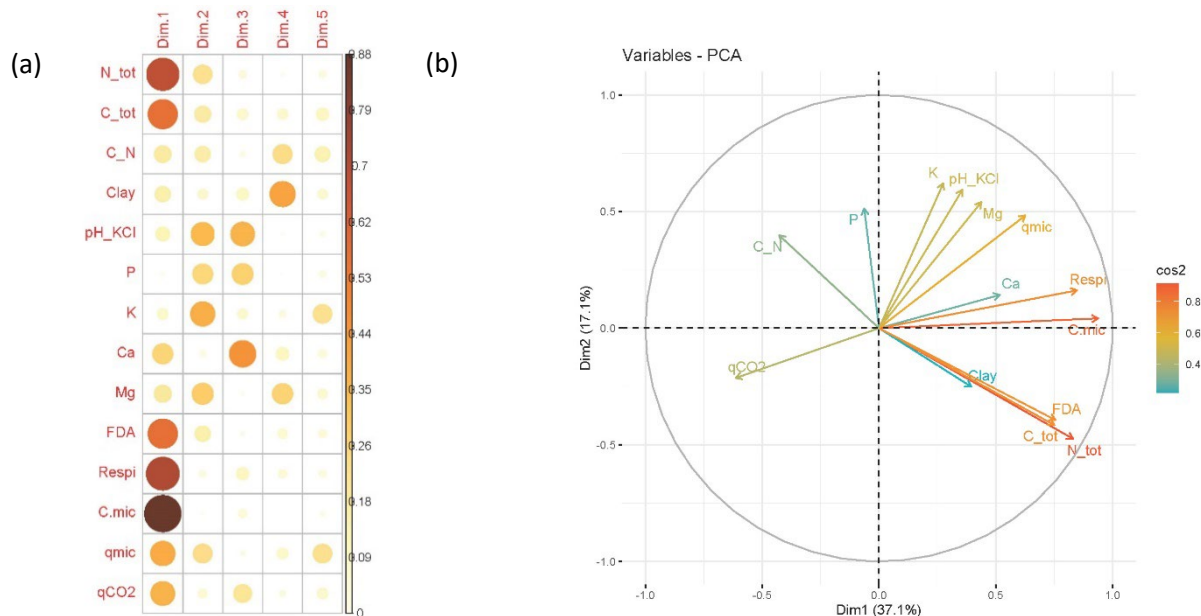 (a)
Dim.1 Dim.2 Dim.3 Dim.4 Dim.5
N_tot
C_tot
C_N
Clay
pH_KCl
P
K
Ca
Mg
FDA
Respi
C.mic
qmic
qCO2
0.88
0.79
0.7
0.62
0.53
0.44
0.35
0.26
0.18
0.09
0
(b)
Variables - PCA
1.0
0.5
0.0
-0.5
-1.0
Dim2 (17.1%)
K
pH_KCl
Mg
P
qmic
C_N
Ca
Respi
C.mic
qCO2
Clay
FDA
C_tot
N_tot
-1.0 -0.5 0.0 0.5 1.0
Dim1 (37.1%)
cos2
0.8
0.6
0.4